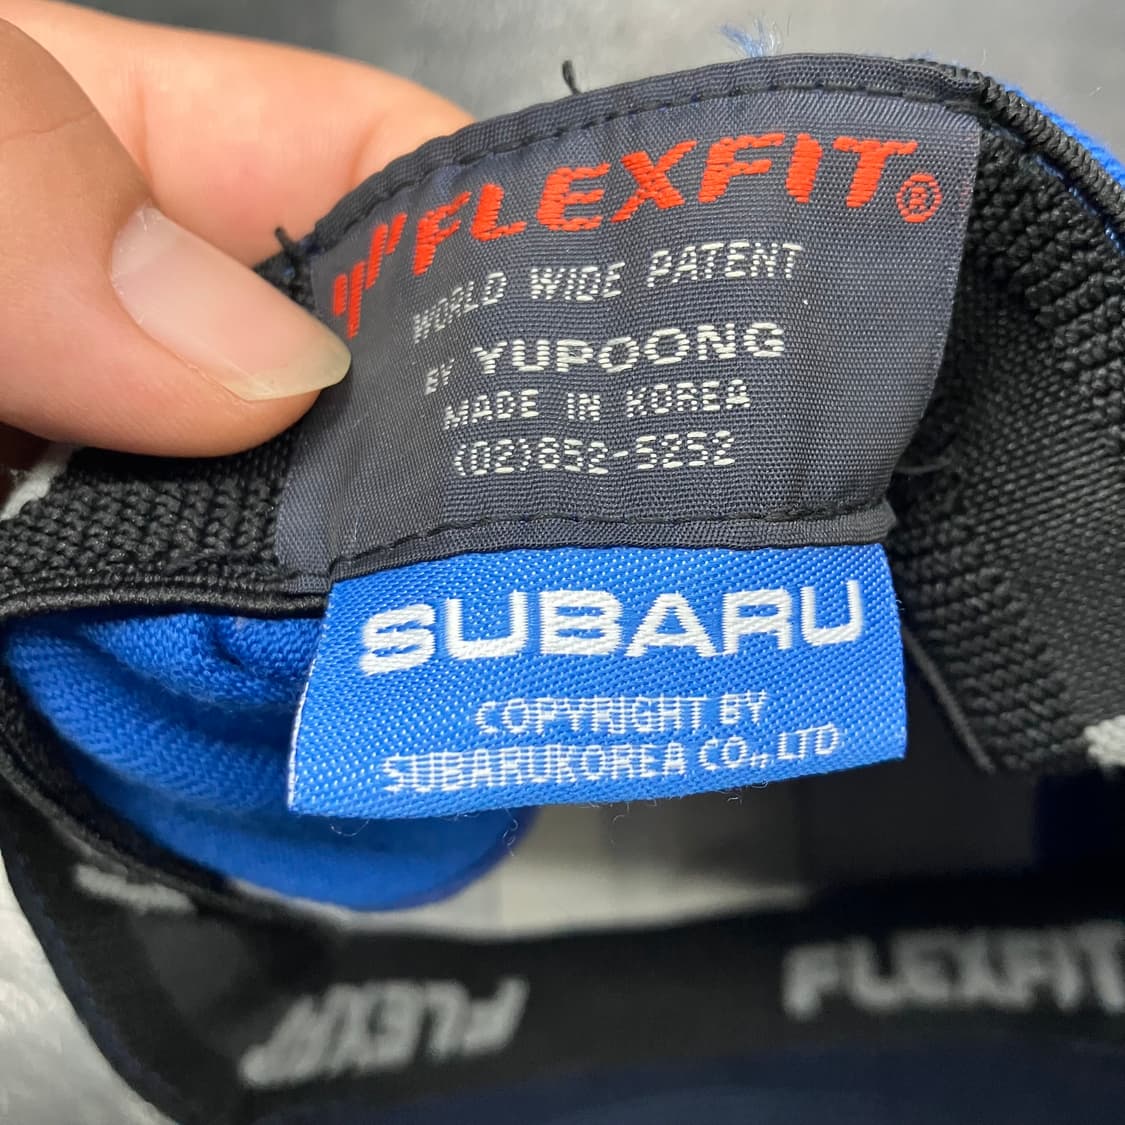 FLEXFIT®
WORLD WIDE PATENT
BY YUPOONG
MADE IN KOREA
(02)852-5252
SUBARU
COPYRIGHT BY
SUBARUKOREA CO., LTD
FLEXFIT
FLEXFIT